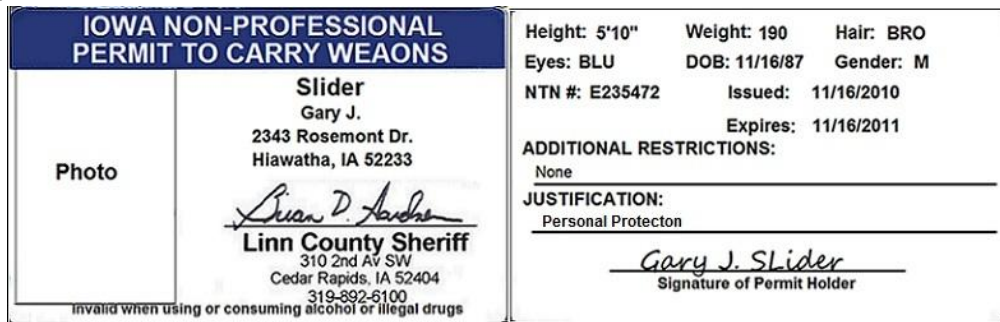 IOWA NON-PROFESSIONAL
PERMIT TO CARRY WEAONS
Photo
Slider
Gary J.
2343 Rosemont Dr.
Hiawatha, IA 52233
Linn County Sheriff
310 2nd Av SW
Cedar Rapids, IA 52404
319-892-6100
Invalid when using or consuming alcohol or illegal drugs
Height: 5'10" Weight: 190 Hair: BRO
Eyes: BLU DOB: 11/16/87 Gender: M
NTN #: E235472 Issued: 11/16/2010
Expires: 11/16/2011
ADDITIONAL RESTRICTIONS:
None
JUSTIFICATION:
Personal Protecton
Gary J. SLider
Signature of Permit Holder